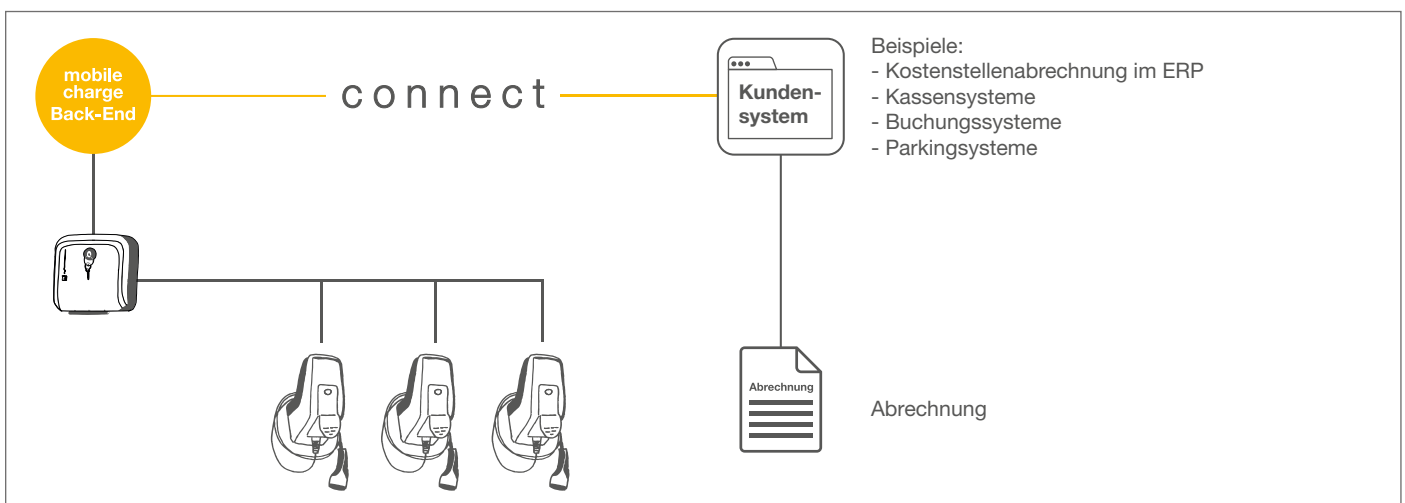 mobile
charge
Back-End
connect
Kunden-
system
Beispiele:
- Kostenstellenabrechnung im ERP
- Kassensysteme
- Buchungssysteme
- Parkingsysteme
Abrechnung
Abrechnung